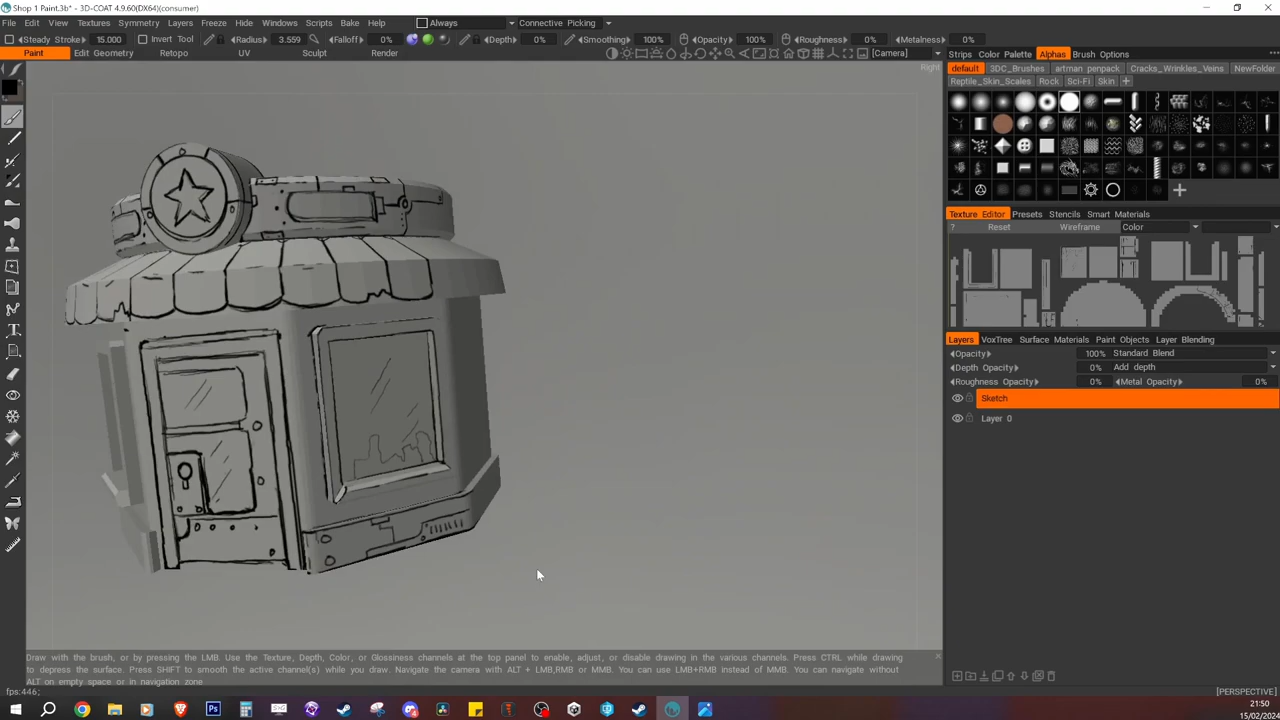 Shop 1 Paint.3b* - 3D-COAT 4.9.60(DX64)(consumer)
File Edit View Textures Symmetry Layers Freeze Hide Windows Scripts Bake Help Always Connective Picking
Steady Stroke 15.000 Invert Tool Radius 3.559 Falloff 0% Depth 0% Smoothing 100% Opacity 100% Roughness 0% Metalness 0%
Paint Edit Geometry Retopo UV Sculpt Render [Camera]
Strips Color Palette Alphas Brush Options
Right
default 3DC_Brushes artman penpack Cracks_Wrinkles_Veins NewFolder
Reptile_Skin_Scales Rock Sci-Fi Skin +
Texture Editor Presets Stencils Smart Materials
? Reset Wireframe Color
Layers VoxTree Surface Materials Paint Objects Layer Blending
Opacity 100% Standard Blend
Depth Opacity 0% Add depth
Roughness Opacity 0% Metal Opacity 0%
Sketch
Layer 0
Draw with the brush, or by pressing the LMB. Use the Texture, Depth, Color, or Glossiness channels at the top panel to enable, adjust, or disable drawing in the various channels. Press CTRL while drawing
to depress the surface. Press SHIFT to smooth the active channel(s) while you draw. Navigate the camera with ALT + LMB,RMB or MMB. You can use LMB+RMB instead of MMB. You can navigate without
ALT on empty space or in navigation zone
fps:446;
[PERSPECTIVE]
21:50
15/02/2024